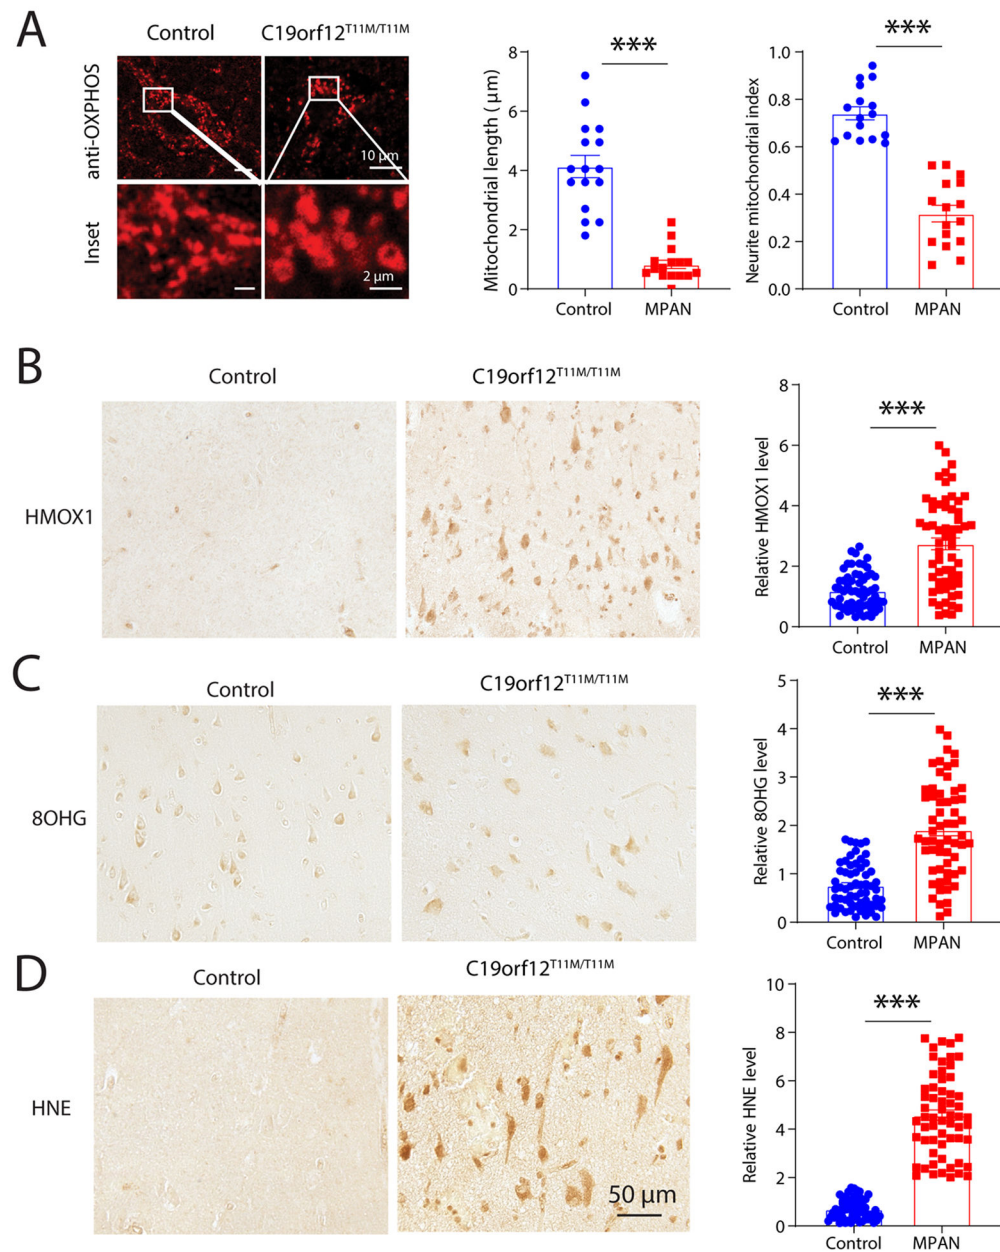 A
Control
C19orf12T11M/T11M
anti-OXPHOS
10 μm
Inset
2 μm
Mitochondrial length ( μm)
8
6
4
2
0
***
Control
MPAN
Neurite mitochondrial index
1.0
0.8
0.6
0.4
0.2
0.0
***
Control
MPAN
B
Control
C19orf12T11M/T11M
HMOX1
Relative HMOX1 level
8
6
4
2
0
***
Control
MPAN
C
Control
C19orf12T11M/T11M
8OHG
Relative 8OHG level
5
4
3
2
1
0
***
Control
MPAN
D
Control
C19orf12T11M/T11M
HNE
50 μm
Relative HNE level
10
8
6
4
2
0
***
Control
MPAN